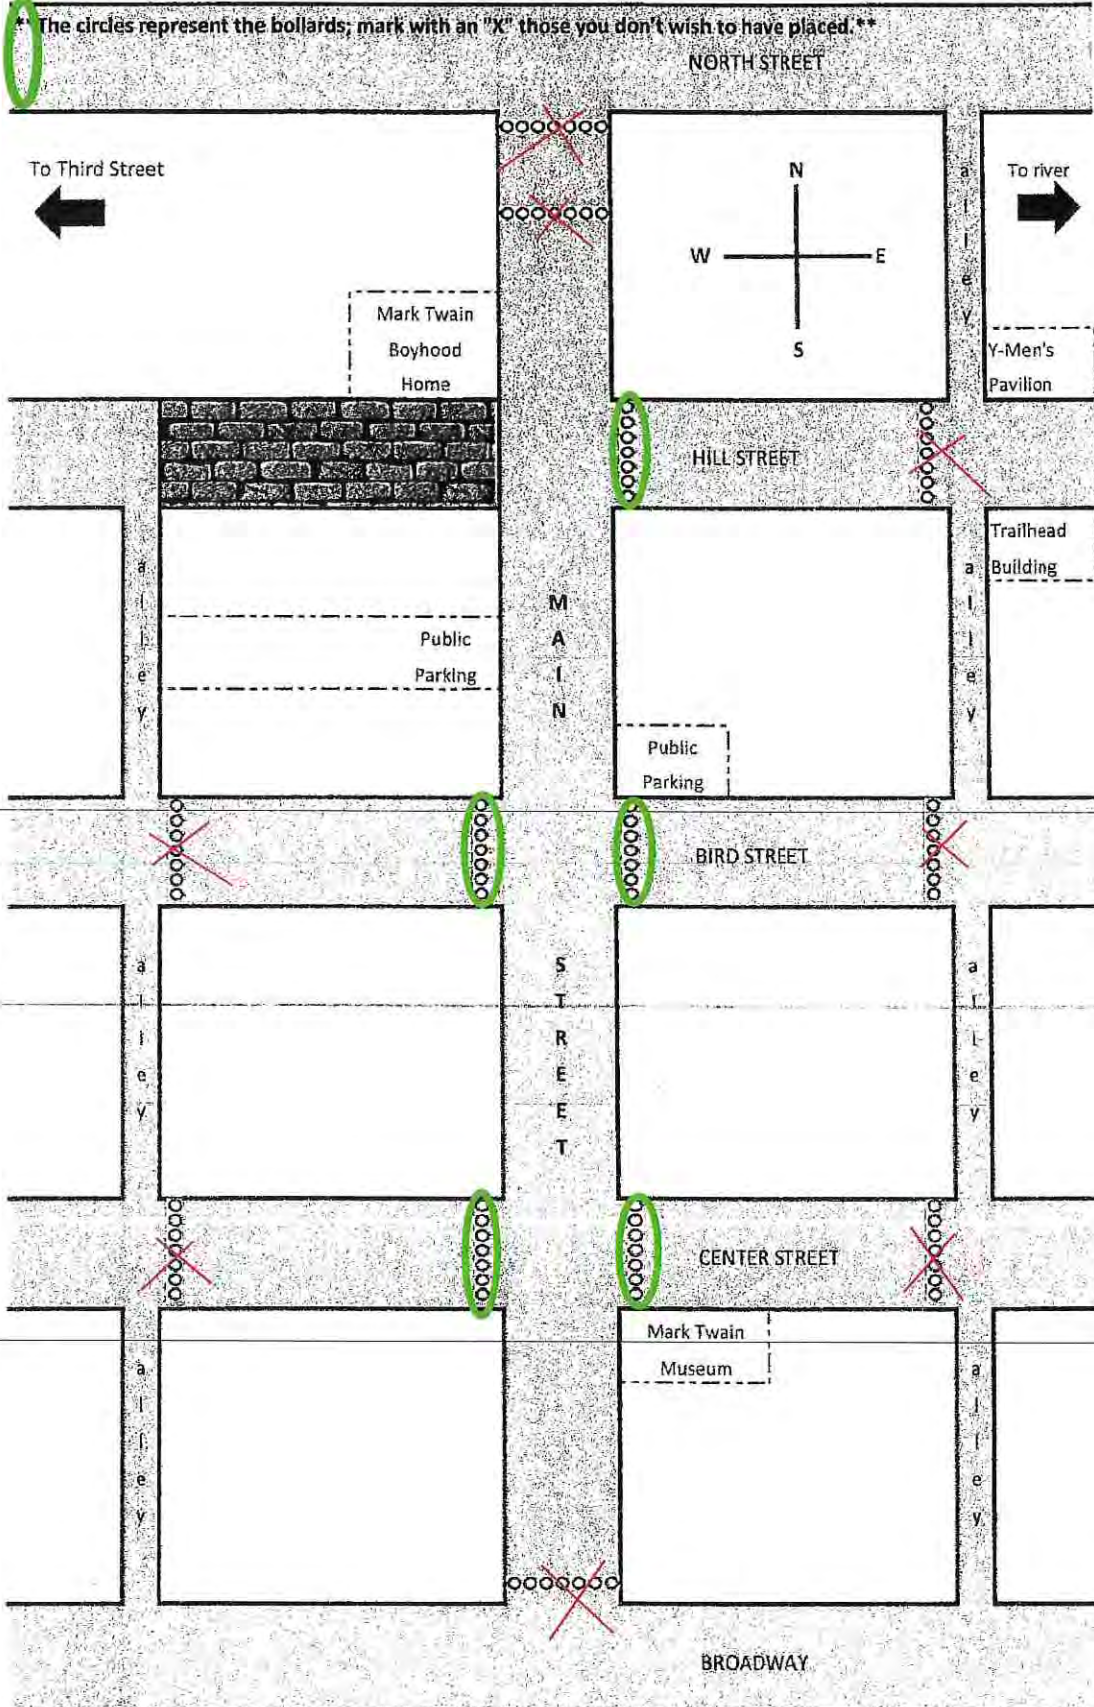 ** The circles represent the bollards; mark with an "X" those you don't wish to have placed.**
NORTH STREET
To Third Street
To river
N
W
E
S
alley
Mark Twain
Boyhood
Home
Y-Men's
Pavilion
HILL STREET
Trailhead
Building
alley
alley
MAIN
Public
Parking
Public
Parking
BIRD STREET
alley
alley
STREET
CENTER STREET
Mark Twain
Museum
alley
alley
BROADWAY